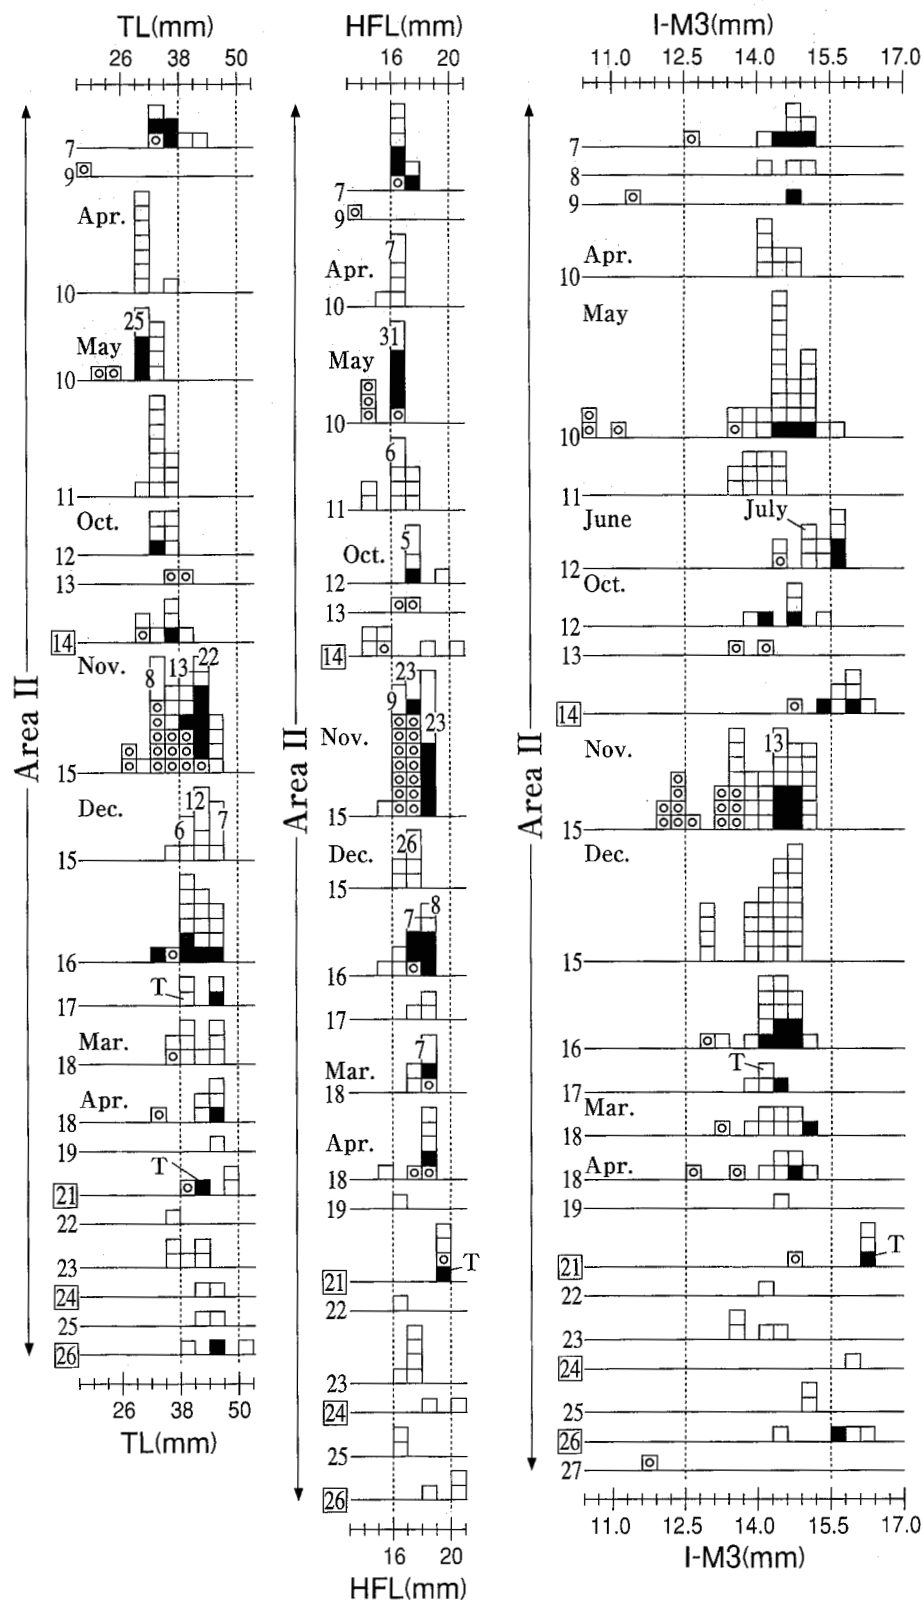 TL(mm)
26 38 50
7
9
Apr.
10
25
May
10
11
Oct.
12
13
14
Nov.
8 13 22
15
Dec.
12
6 7
15
16
T
17
Mar.
18
Apr.
18
19
T
21
22
23
24
25
26
26 38 50
TL(mm)
Area II
HFL(mm)
16 20
7
9
7
Apr.
10
31
May
10
6
11
5
Oct.
12
13
14
23
9 23
Nov.
15
Dec. 26
15
8
7
16
17
7
Mar.
18
Apr.
18
19
T
21
22
23
24
25
26
16 20
HFL(mm)
Area II
I-M3(mm)
11.0 12.5 14.0 15.5 17.0
7
8
9
Apr.
10
May
10
11
July
June
12
Oct.
12
13
14
Nov. 13
15
Dec.
15
16
T
17
Mar.
18
Apr.
18
19
T
21
22
23
24
25
26
27
11.0 12.5 14.0 15.5 17.0
I-M3(mm)
Area II